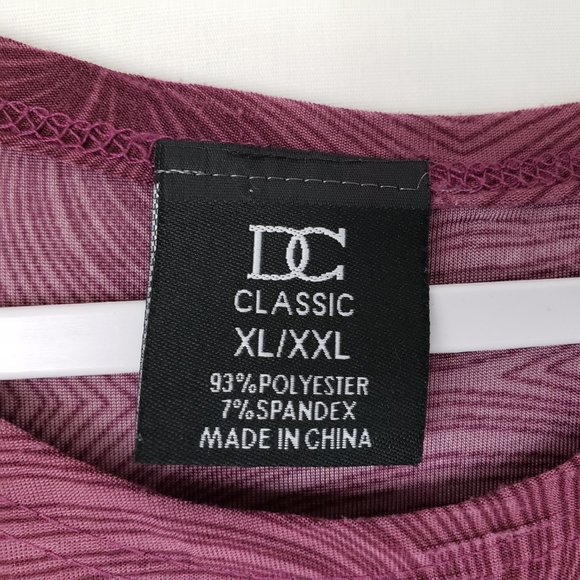 DC
CLASSIC
XL/XXL
93%POLYESTER
7%SPANDEX
MADE IN CHINA